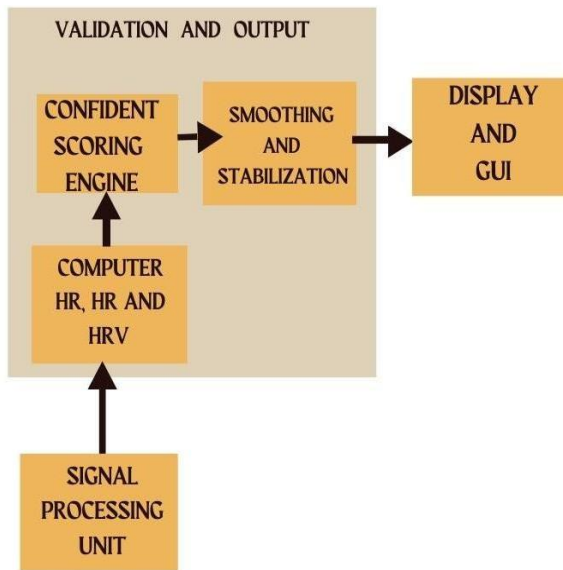 VALIDATION AND OUTPUT
CONFIDENT
SCORING
ENGINE
SMOOTHING
AND
STABILIZATION
DISPLAY
AND
GUI
COMPUTER
HR, HR AND
HRV
SIGNAL
PROCESSING
UNIT